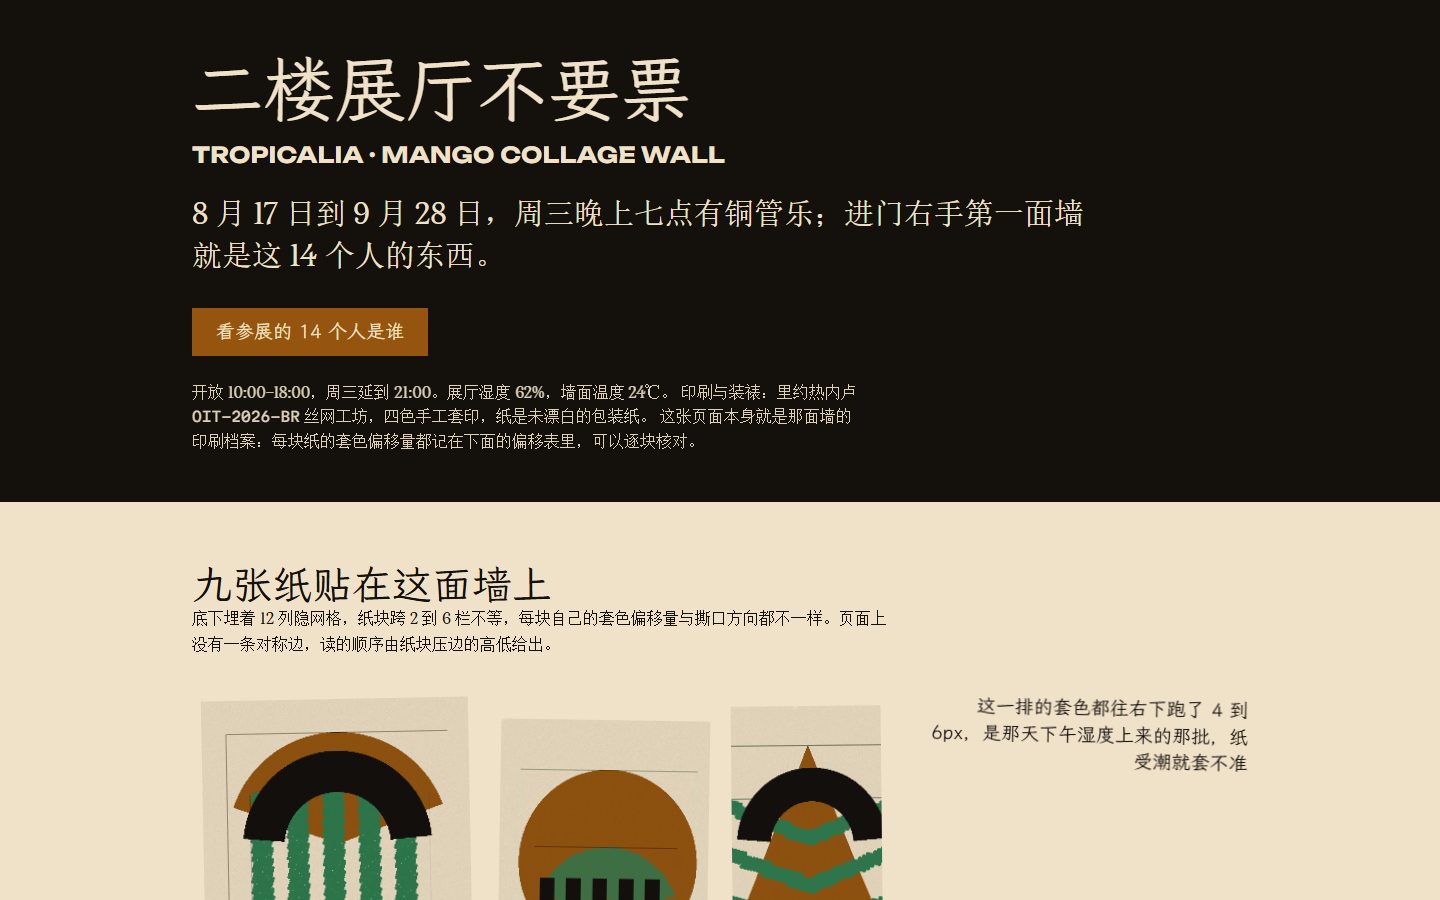 二楼展厅不要票
TROPICALIA · MANGO COLLAGE WALL
8 月 17 日到 9 月 28 日，周三晚上七点有铜管乐；进门右手第一面墙
就是这 14 个人的东西。
看参展的 14 个人是谁
开放 10:00–18:00，周三延到 21:00。展厅湿度 62%，墙面温度 24℃。 印刷与装裱：里约热内卢
OIT-2026-BR 丝网工坊，四色手工套印，纸是未漂白的包装纸。 这张页面本身就是那面墙的
印刷档案：每块纸的套色偏移量都记在下面的偏移表里，可以逐块核对。
九张纸贴在这面墙上
底下埋着 12 列隐网格，纸块跨 2 到 6 栏不等，每块自己的套色偏移量与撕口方向都不一样。页面上
没有一条对称边，读的顺序由纸块压边的高低给出。
这一排的套色都往右下跑了 4 到
6px，是那天下午湿度上来的那批，纸
受潮就套不准